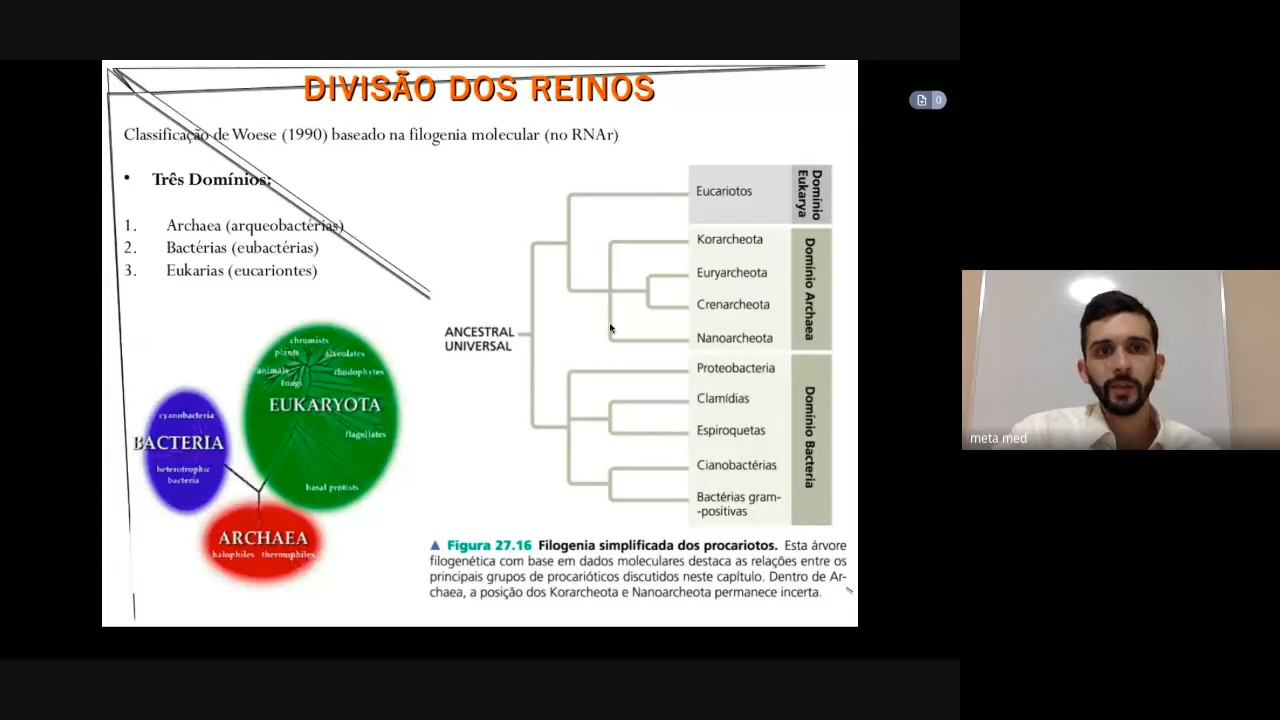 DIVISÃO DOS REINOS
Classificação de Woese (1990) baseado na filogenia molecular (no RNAr)
• Três Domínios:
1. Archaea (arqueobactérias)
2. Bactérias (eubactérias)
3. Eukarias (eucariontes)
chromists
plants
alveolates
animals
rhodophytes
fungi
EUKARYOTA
flagellates
basal protists
cyanobacteria
BACTERIA
heterotrophic
bacteria
ARCHAEA
halophiles thermophiles
ANCESTRAL
UNIVERSAL
Eucariotos
Domínio
Eukarya
Korarcheota
Euryarcheota
Crenarcheota
Nanoarcheota
Domínio Archaea
Proteobacteria
Clamídias
Espiroquetas
Cianobactérias
Bactérias gram-
-positivas
Domínio Bacteria
▲ Figura 27.16 Filogenia simplificada dos procariotos. Esta árvore
filogenética com base em dados moleculares destaca as relações entre os
principais grupos de procarióticos discutidos neste capítulo. Dentro de Ar-
chaea, a posição dos Korarcheota e Nanoarcheota permanece incerta.
0
meta med